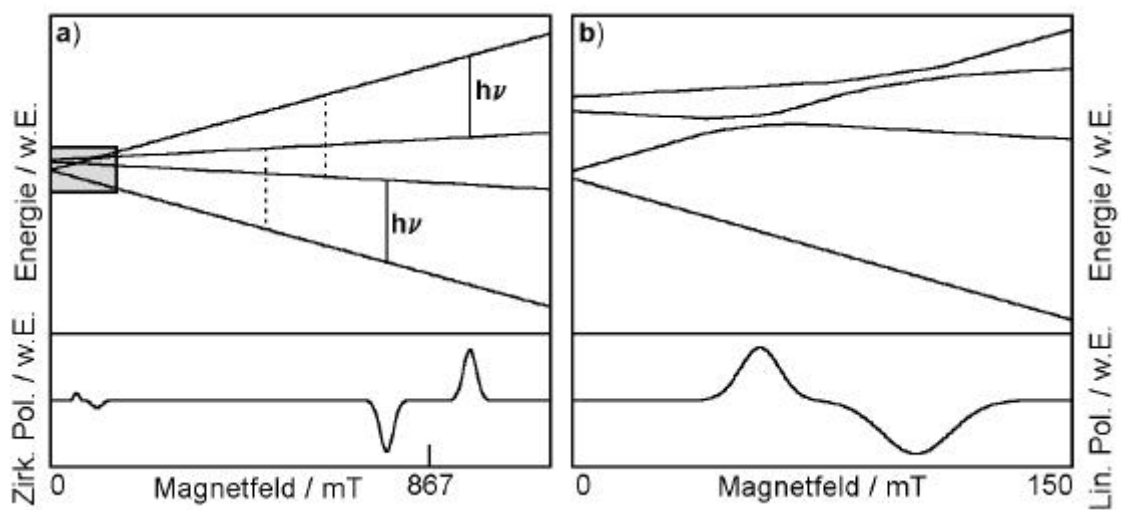 a)
b)
hν
hν
Energie / w.E.
Energie / w.E.
Zirk. Pol. / w.E.
Lin. Pol. / w.E.
0 Magnetfeld / mT 867
0 Magnetfeld / mT 150